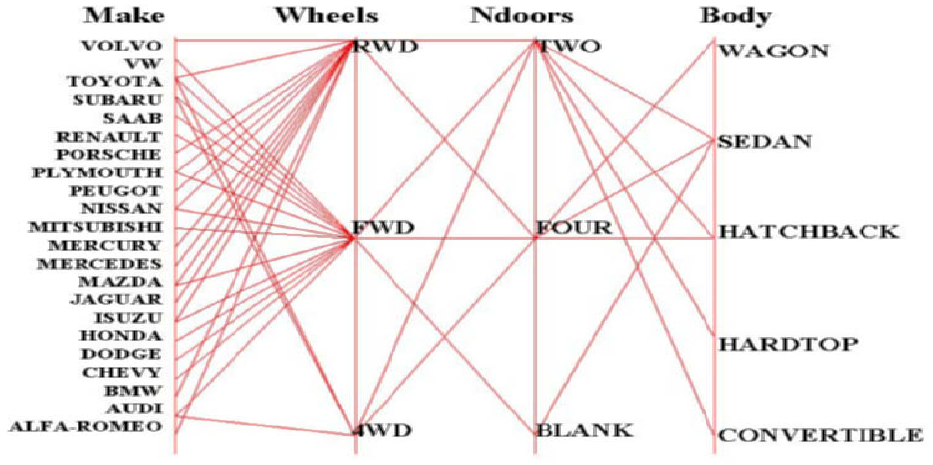 Make Wheels Ndoors Body
VOLVO
VW
TOYOTA
SUBARU
SAAB
RENAULT
PORSCHE
PLYMOUTH
PEUGOT
NISSAN
MITSUBISHI
MERCURY
MERCEDES
MAZDA
JAGUAR
ISUZU
HONDA
DODGE
CHEVY
BMW
AUDI
ALFA-ROMEO
RWD
FWD
4WD
TWO
FOUR
BLANK
WAGON
SEDAN
HATCHBACK
HARDTOP
CONVERTIBLE